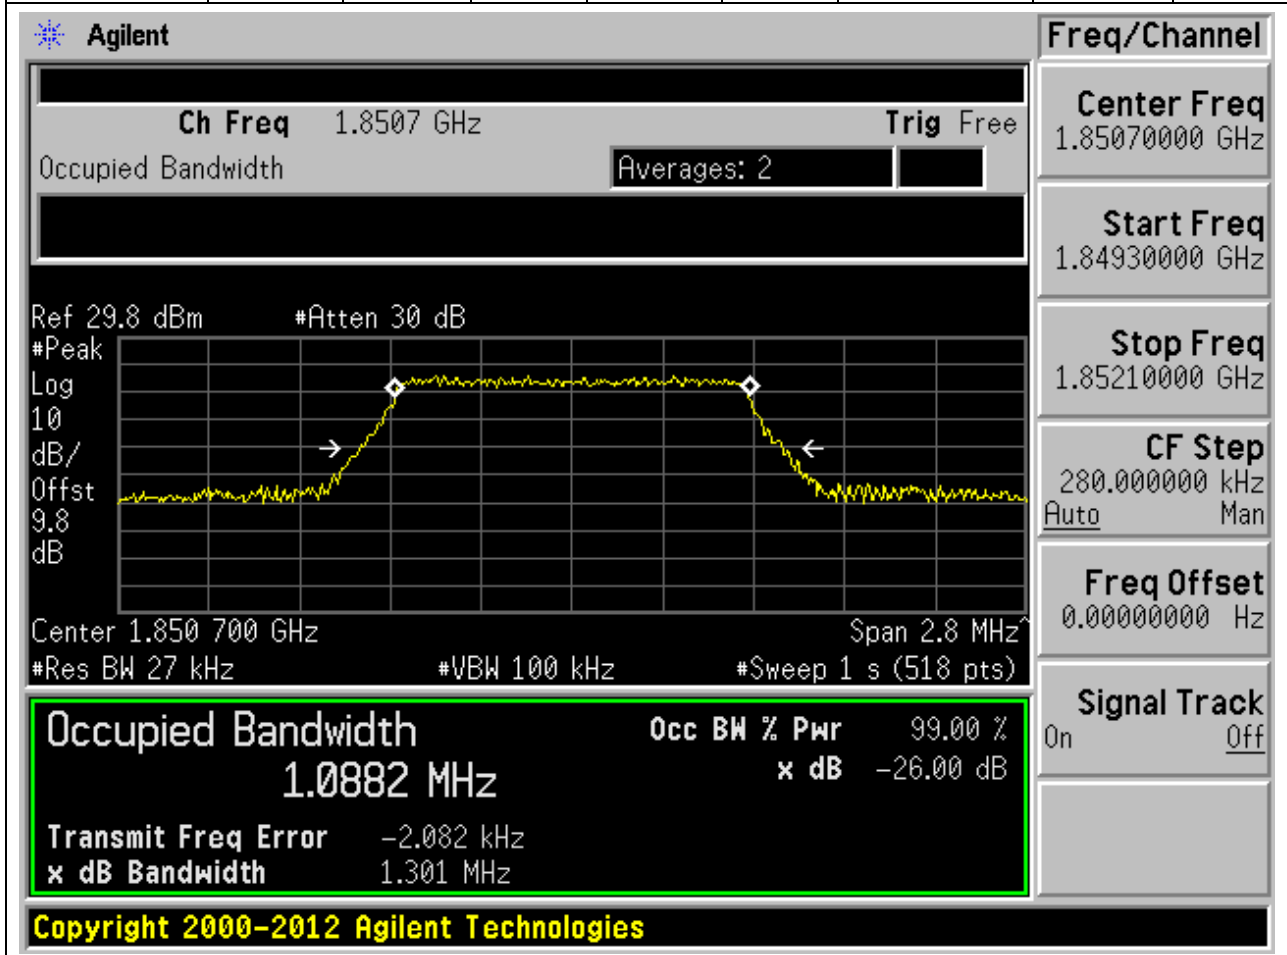 Agilent
Freq/Channel
Ch Freq 1.8507 GHz Trig Free
Occupied Bandwidth Averages: 2
Center Freq
1.85070000 GHz
Start Freq
1.84930000 GHz
Stop Freq
1.85210000 GHz
CF Step
280.000000 kHz
Auto Man
Freq Offset
0.00000000 Hz
Signal Track
On Off
Ref 29.8 dBm #Atten 30 dB
#Peak
Log
10
dB/
Offst
9.8
dB
Center 1.850 700 GHz Span 2.8 MHz^
#Res BW 27 kHz #VBW 100 kHz #Sweep 1 s (518 pts)
Occupied Bandwidth Occ BW % Pwr 99.00 %
1.0882 MHz x dB -26.00 dB
Transmit Freq Error -2.082 kHz
x dB Bandwidth 1.301 MHz
Copyright 2000-2012 Agilent Technologies